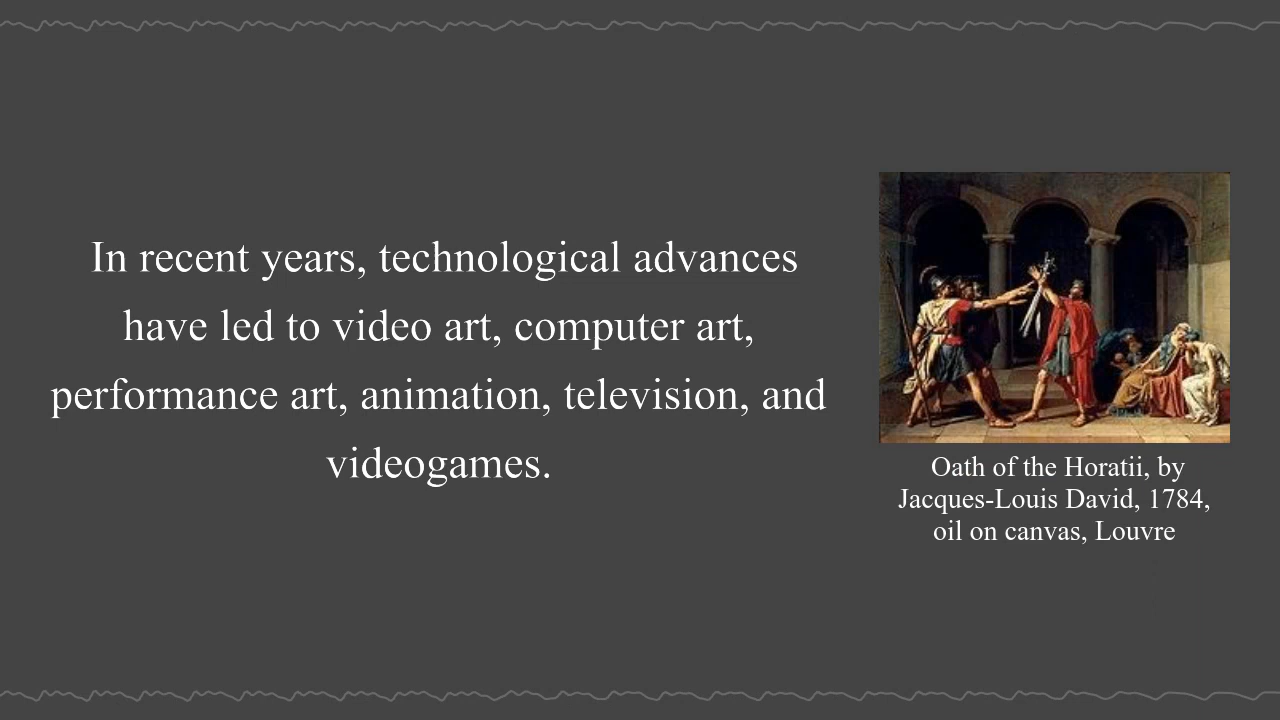 In recent years, technological advances
have led to video art, computer art,
performance art, animation, television, and
videogames.
Oath of the Horatii, by
Jacques-Louis David, 1784,
oil on canvas, Louvre